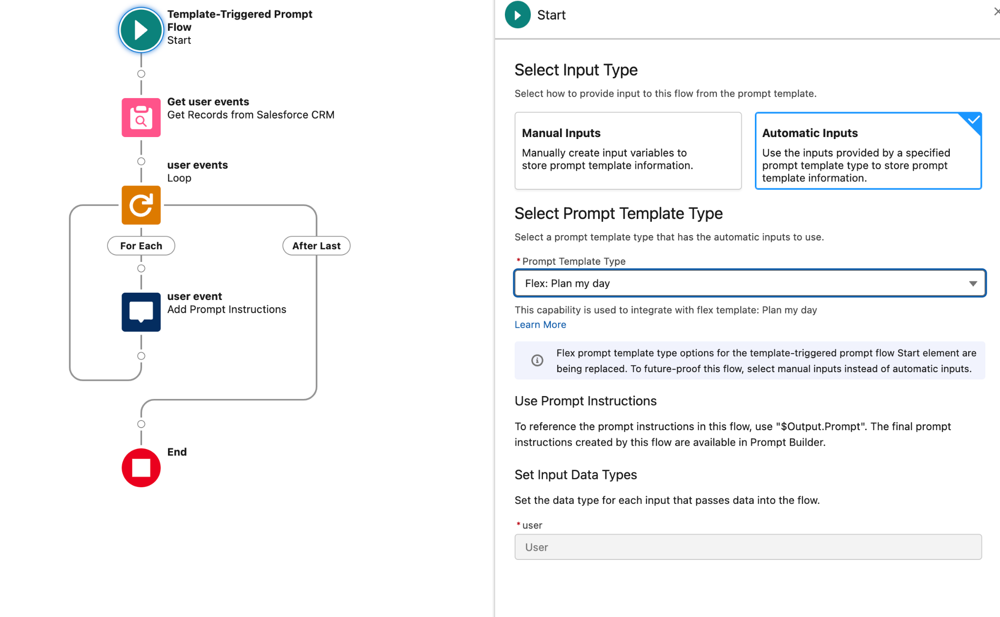 Template-Triggered Prompt
Flow
Start
Get user events
Get Records from Salesforce CRM
user events
Loop
For Each
After Last
user event
Add Prompt Instructions
End
Start
Select Input Type
Select how to provide input to this flow from the prompt template.
Manual Inputs
Manually create input variables to
store prompt template information.
Automatic Inputs
Use the inputs provided by a specified
prompt template type to store prompt
template information.
Select Prompt Template Type
Select a prompt template type that has the automatic inputs to use.
*Prompt Template Type
Flex: Plan my day
This capability is used to integrate with flex template: Plan my day
Learn More
Flex prompt template type options for the template-triggered prompt flow Start element are
being replaced. To future-proof this flow, select manual inputs instead of automatic inputs.
Use Prompt Instructions
To reference the prompt instructions in this flow, use "$Output.Prompt". The final prompt
instructions created by this flow are available in Prompt Builder.
Set Input Data Types
Set the data type for each input that passes data into the flow.
*user
User